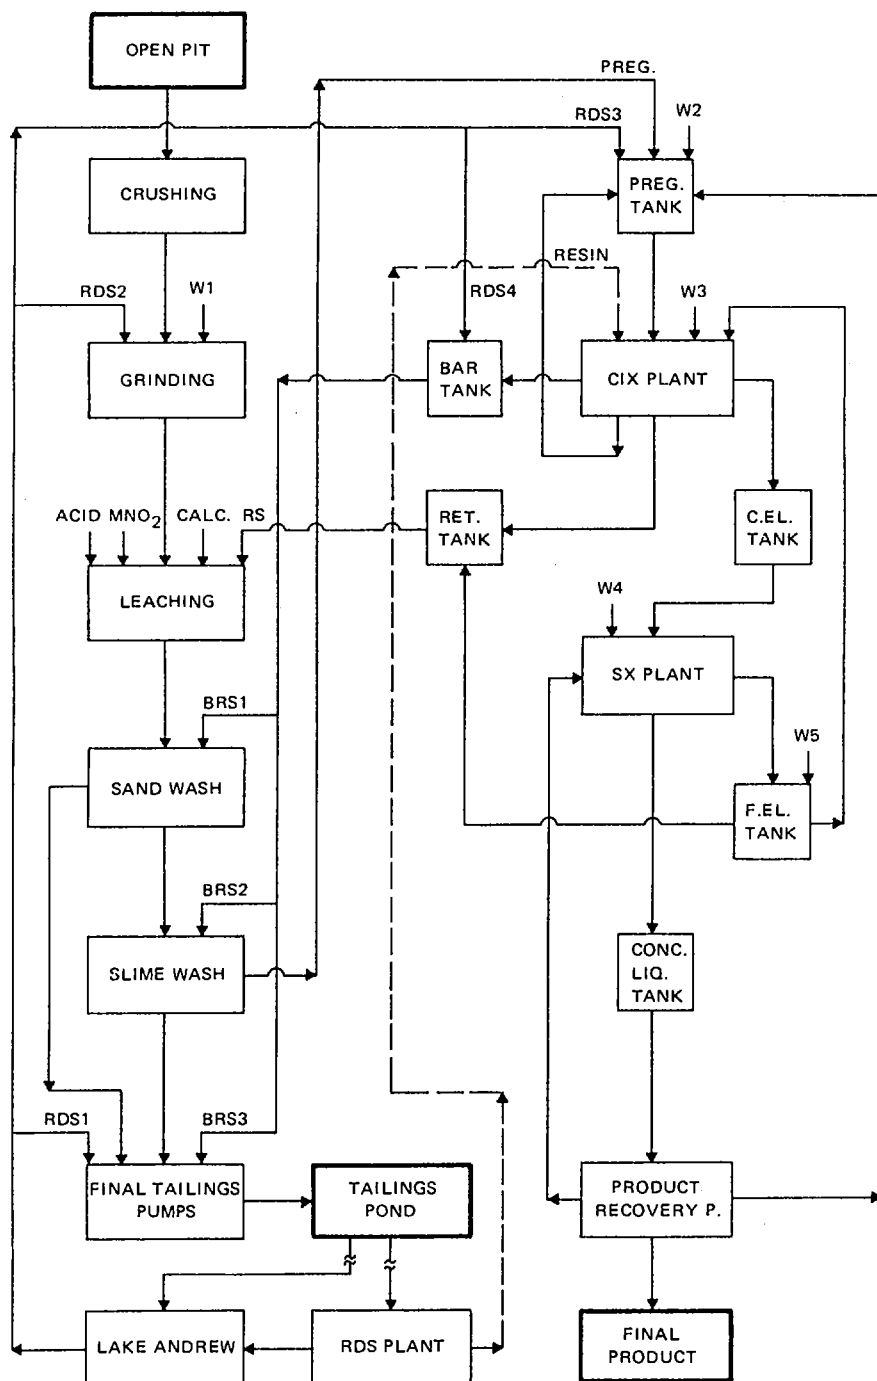 OPEN PIT
PREG.
RDS3
W2
CRUSHING
PREG.
TANK
RESIN
RDS2
W1
RDS4
W3
GRINDING
BAR
TANK
CIX PLANT
ACID MNO2 CALC. RS
RET.
TANK
C.EL.
TANK
LEACHING
W4
SX PLANT
BRS1
W5
SAND WASH
F.EL.
TANK
BRS2
SLIME WASH
CONC.
LIQ.
TANK
RDS1
BRS3
FINAL TAILINGS
PUMPS
TAILINGS
POND
PRODUCT
RECOVERY P.
LAKE ANDREW
RDS PLANT
FINAL
PRODUCT